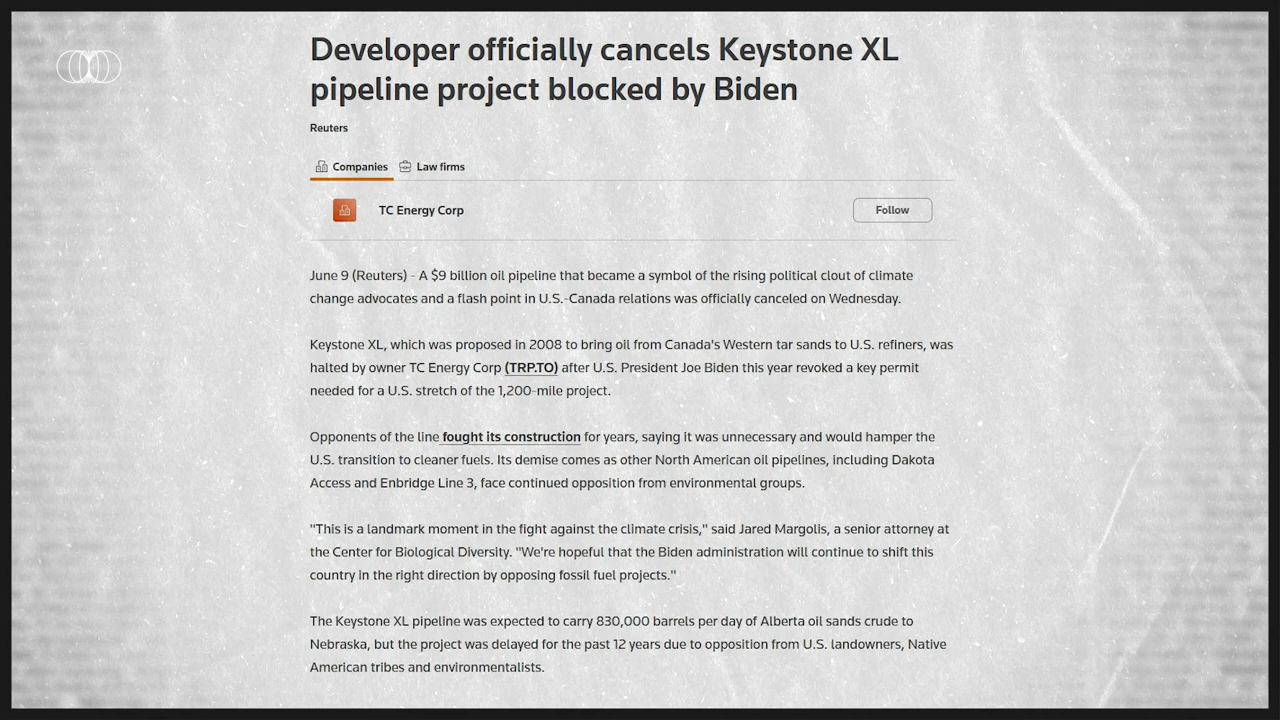 Developer officially cancels Keystone XL
pipeline project blocked by Biden
Reuters
Companies Law firms
TC Energy Corp Follow
June 9 (Reuters) - A $9 billion oil pipeline that became a symbol of the rising political clout of climate
change advocates and a flash point in U.S.-Canada relations was officially canceled on Wednesday.
Keystone XL, which was proposed in 2008 to bring oil from Canada's Western tar sands to U.S. refiners, was
halted by owner TC Energy Corp (TRP.TO) after U.S. President Joe Biden this year revoked a key permit
needed for a U.S. stretch of the 1,200-mile project.
Opponents of the line fought its construction for years, saying it was unnecessary and would hamper the
U.S. transition to cleaner fuels. Its demise comes as other North American oil pipelines, including Dakota
Access and Enbridge Line 3, face continued opposition from environmental groups.
"This is a landmark moment in the fight against the climate crisis," said Jared Margolis, a senior attorney at
the Center for Biological Diversity. "We're hopeful that the Biden administration will continue to shift this
country in the right direction by opposing fossil fuel projects."
The Keystone XL pipeline was expected to carry 830,000 barrels per day of Alberta oil sands crude to
Nebraska, but the project was delayed for the past 12 years due to opposition from U.S. landowners, Native
American tribes and environmentalists.